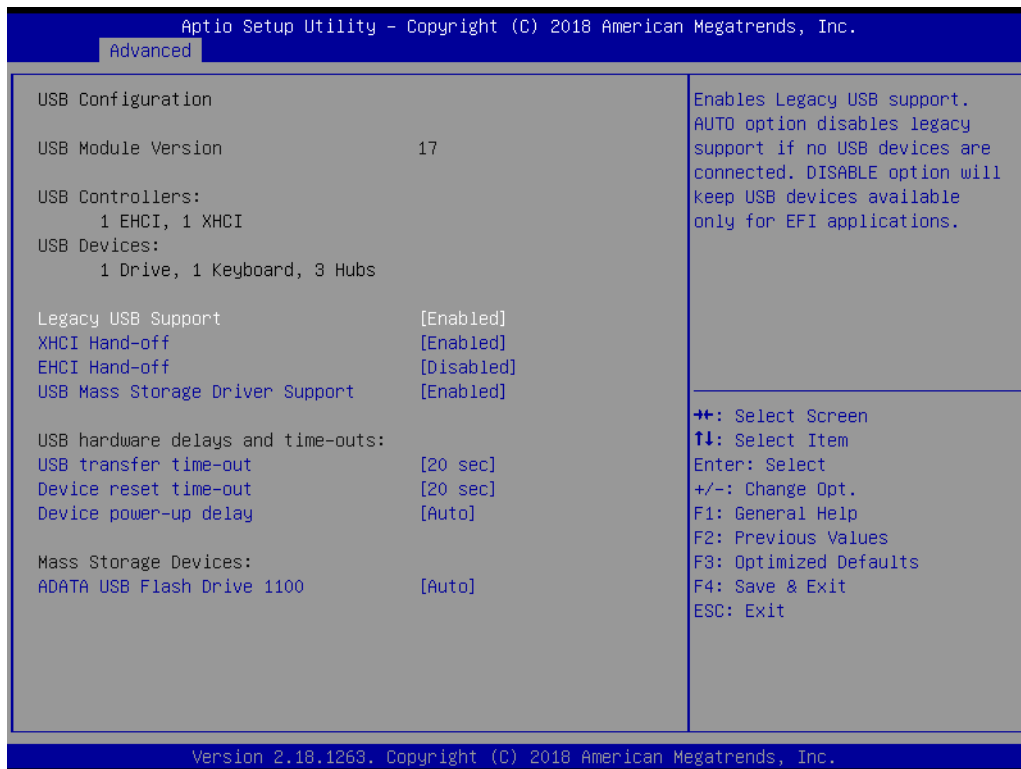 Aptio Setup Utility – Copyright (C) 2018 American Megatrends, Inc.
Advanced
USB Configuration
USB Module Version 17
USB Controllers:
1 EHCI, 1 XHCI
USB Devices:
1 Drive, 1 Keyboard, 3 Hubs
Legacy USB Support [Enabled]
XHCI Hand-off [Enabled]
EHCI Hand-off [Disabled]
USB Mass Storage Driver Support [Enabled]
USB hardware delays and time-outs:
USB transfer time-out [20 sec]
Device reset time-out [20 sec]
Device power-up delay [Auto]
Mass Storage Devices:
ADATA USB Flash Drive 1100 [Auto]
Enables Legacy USB support.
AUTO option disables legacy
support if no USB devices are
connected. DISABLE option will
keep USB devices available
only for EFI applications.
→←: Select Screen
↑↓: Select Item
Enter: Select
+/-: Change Opt.
F1: General Help
F2: Previous Values
F3: Optimized Defaults
F4: Save & Exit
ESC: Exit
Version 2.18.1263. Copyright (C) 2018 American Megatrends, Inc.